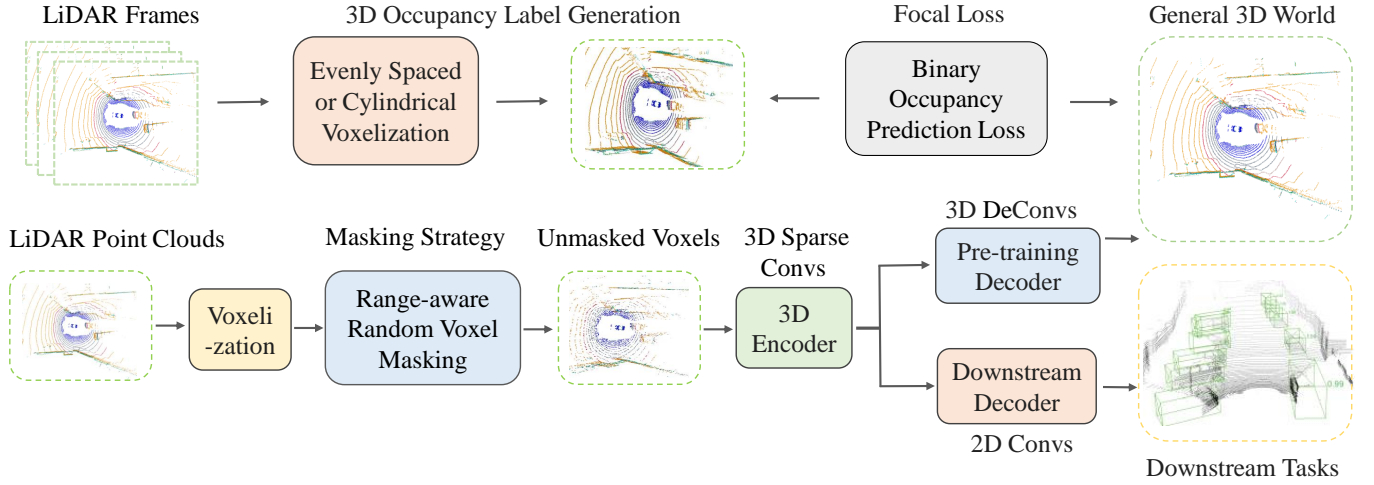 LiDAR Frames
3D Occupancy Label Generation
Focal Loss
General 3D World
Evenly Spaced
or Cylindrical
Voxelization
Binary
Occupancy
Prediction Loss
LiDAR Point Clouds
Masking Strategy
Unmasked Voxels
3D Sparse
Convs
3D DeConvs
Voxeli
-zation
Range-aware
Random Voxel
Masking
3D
Encoder
Pre-training
Decoder
Downstream
Decoder
2D Convs
0.99
Downstream Tasks